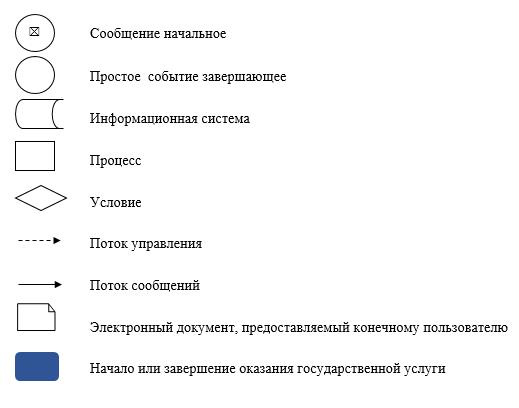 Сообщение начальное
Простое событие завершающее
Информационная система
Процесс
Условие
Поток управления
Поток сообщений
Электронный документ, предоставляемый конечному пользователю
Начало или завершение оказания государственной услуги